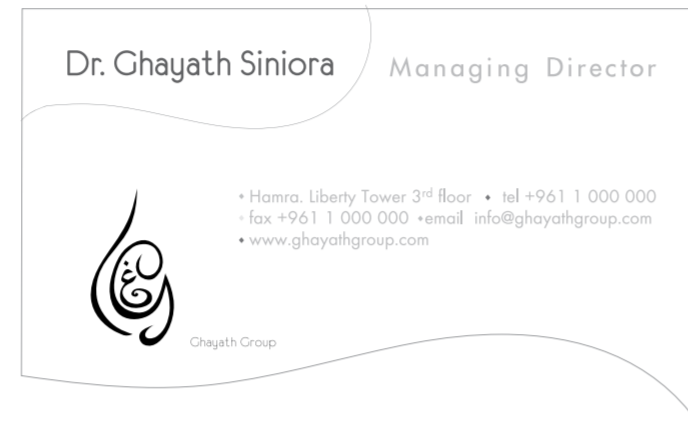 Dr. Ghayath Siniora
Managing Director
• Hamra. Liberty Tower 3rd floor • tel +961 1 000 000
• fax +961 1 000 000 •email info@ghayathgroup.com
• www.ghayathgroup.com
Ghayath Group